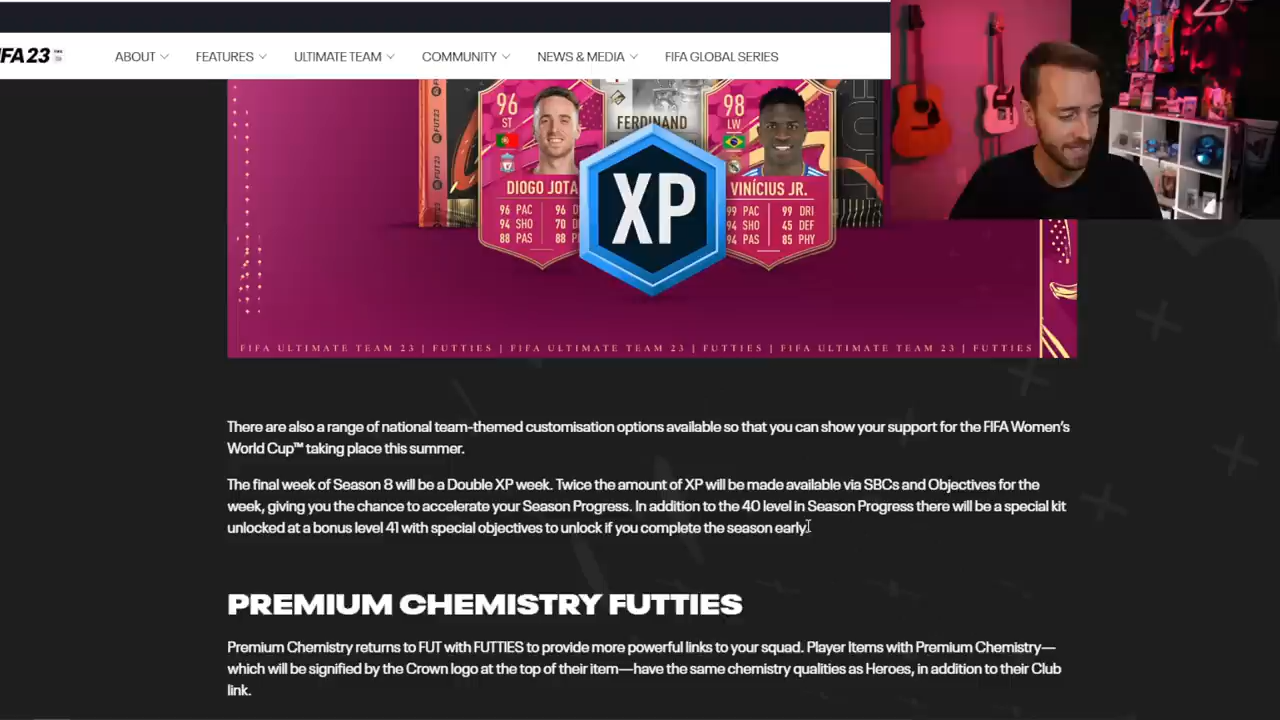 FA 23
ABOUT
FEATURES
ULTIMATE TEAM
COMMUNITY
NEWS & MEDIA
FIFA GLOBAL SERIES
96
ST
FERDINAND
98
LW
FUT23
DIOGO JOTA
XP
VINÍCIUS JR.
96 PAC 96 D
94 SHO 70 D
88 PAS 88 P
99 PAC 99 DRI
94 SHO 45 DEF
94 PAS 85 PHY
FIFA ULTIMATE TEAM 23 | FUTTIES | FIFA ULTIMATE TEAM 23 | FUTTIES | FIFA ULTIMATE TEAM 23 | FUTTIES
There are also a range of national team-themed customisation options available so that you can show your support for the FIFA Women's
World Cup™ taking place this summer.
The final week of Season 8 will be a Double XP week. Twice the amount of XP will be made available via SBCs and Objectives for the
week, giving you the chance to accelerate your Season Progress. In addition to the 40 level in Season Progress there will be a special kit
unlocked at a bonus level 41 with special objectives to unlock if you complete the season early.
PREMIUM CHEMISTRY FUTTIES
Premium Chemistry returns to FUT with FUTTIES to provide more powerful links to your squad. Player Items with Premium Chemistry—
which will be signified by the Crown logo at the top of their item—have the same chemistry qualities as Heroes, in addition to their Club
link.